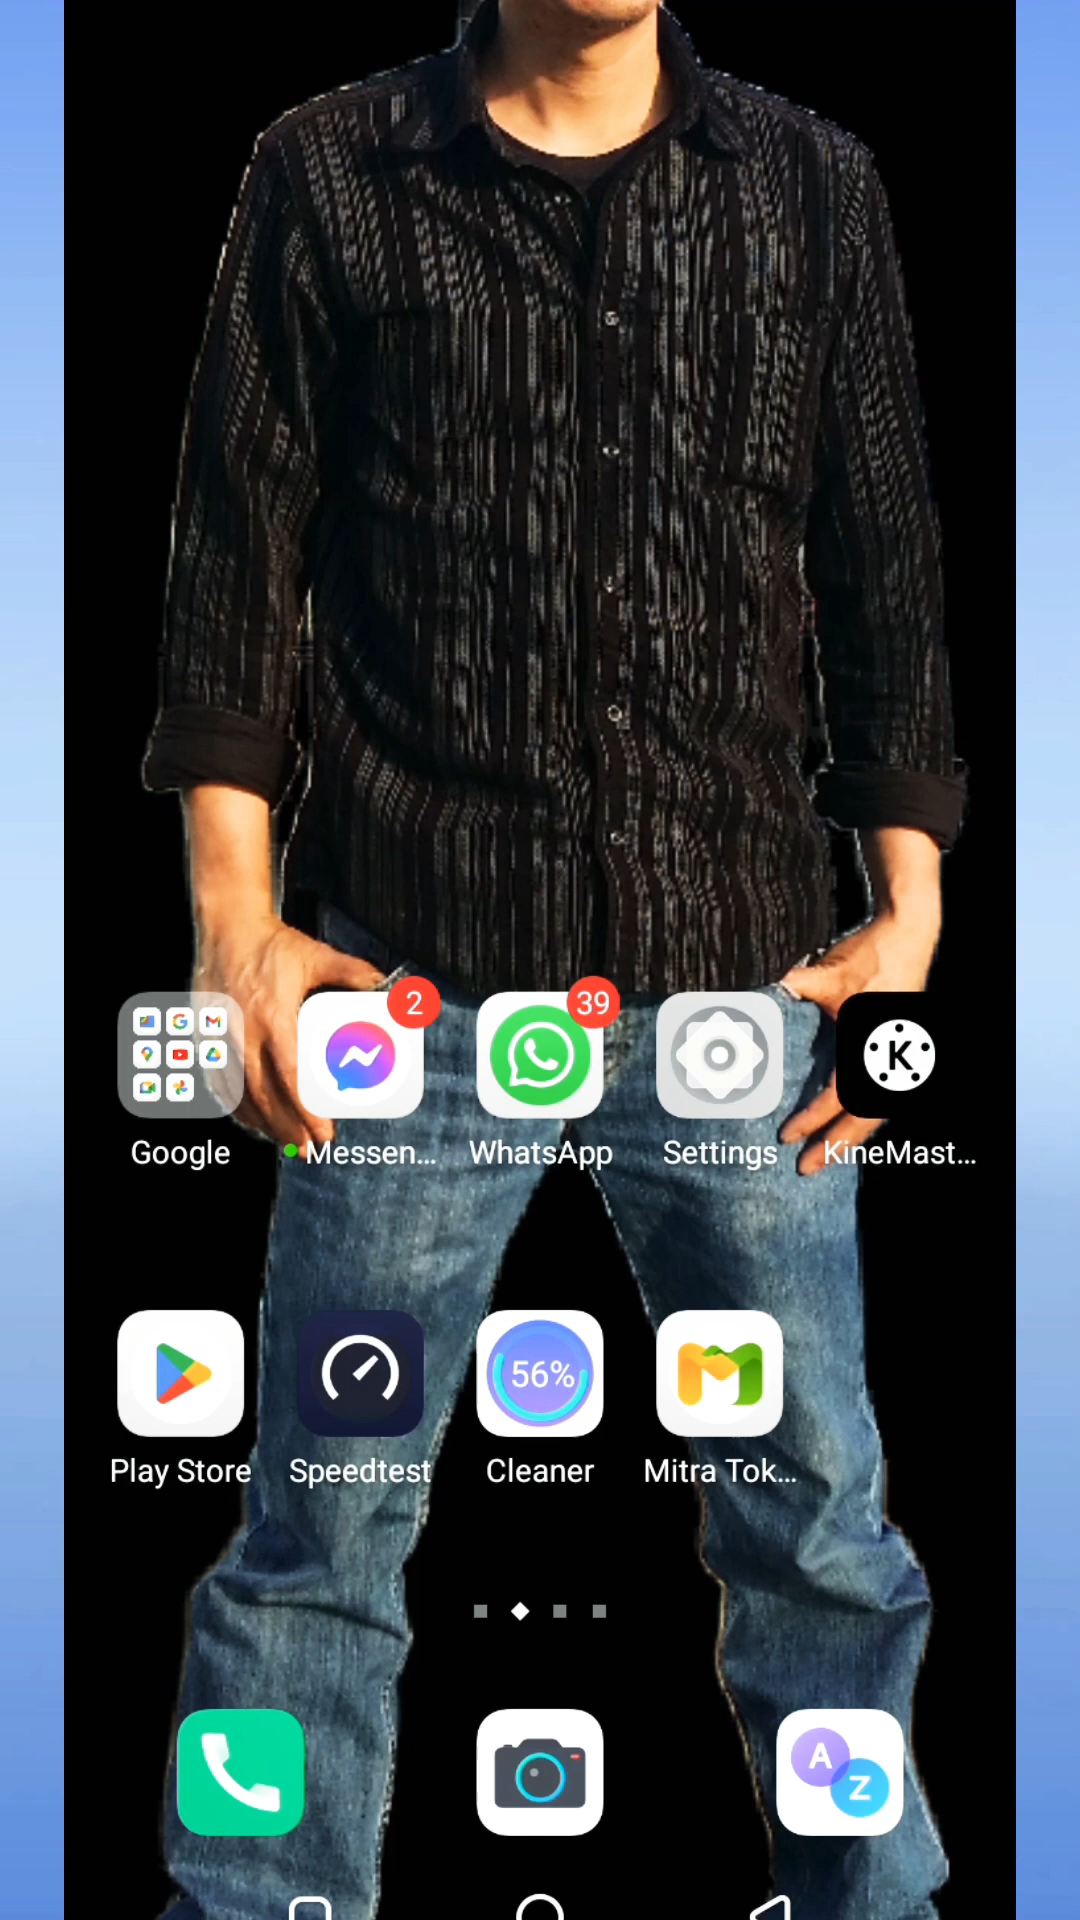 2
39
K
Google
Messen...
WhatsApp
Settings
KineMast...
56%
Play Store
Speedtest
Cleaner
Mitra Tok...
A
Z